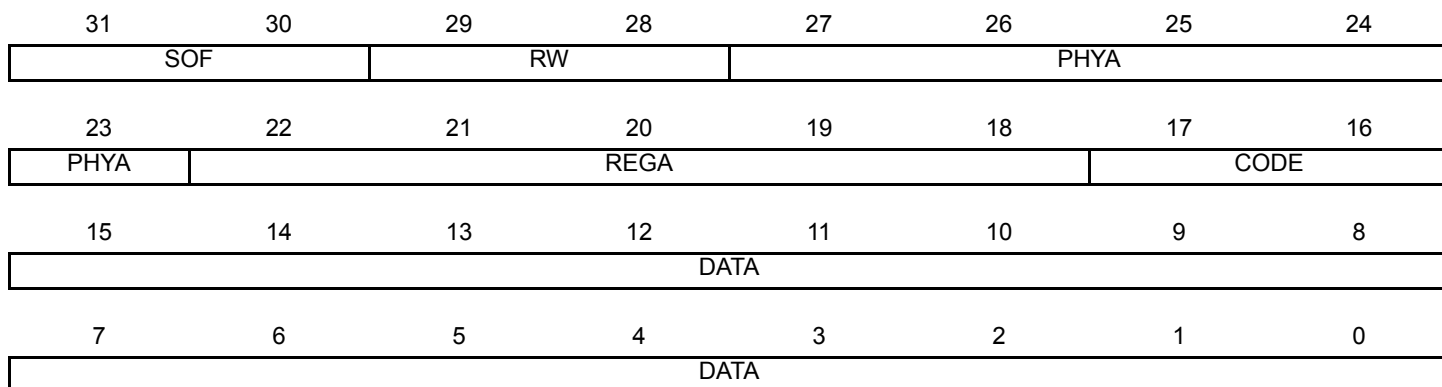 31 30 29 28 27 26 25 24
SOF RW PHYA
23 22 21 20 19 18 17 16
PHYA REGA CODE
15 14 13 12 11 10 9 8
DATA
7 6 5 4 3 2 1 0
DATA